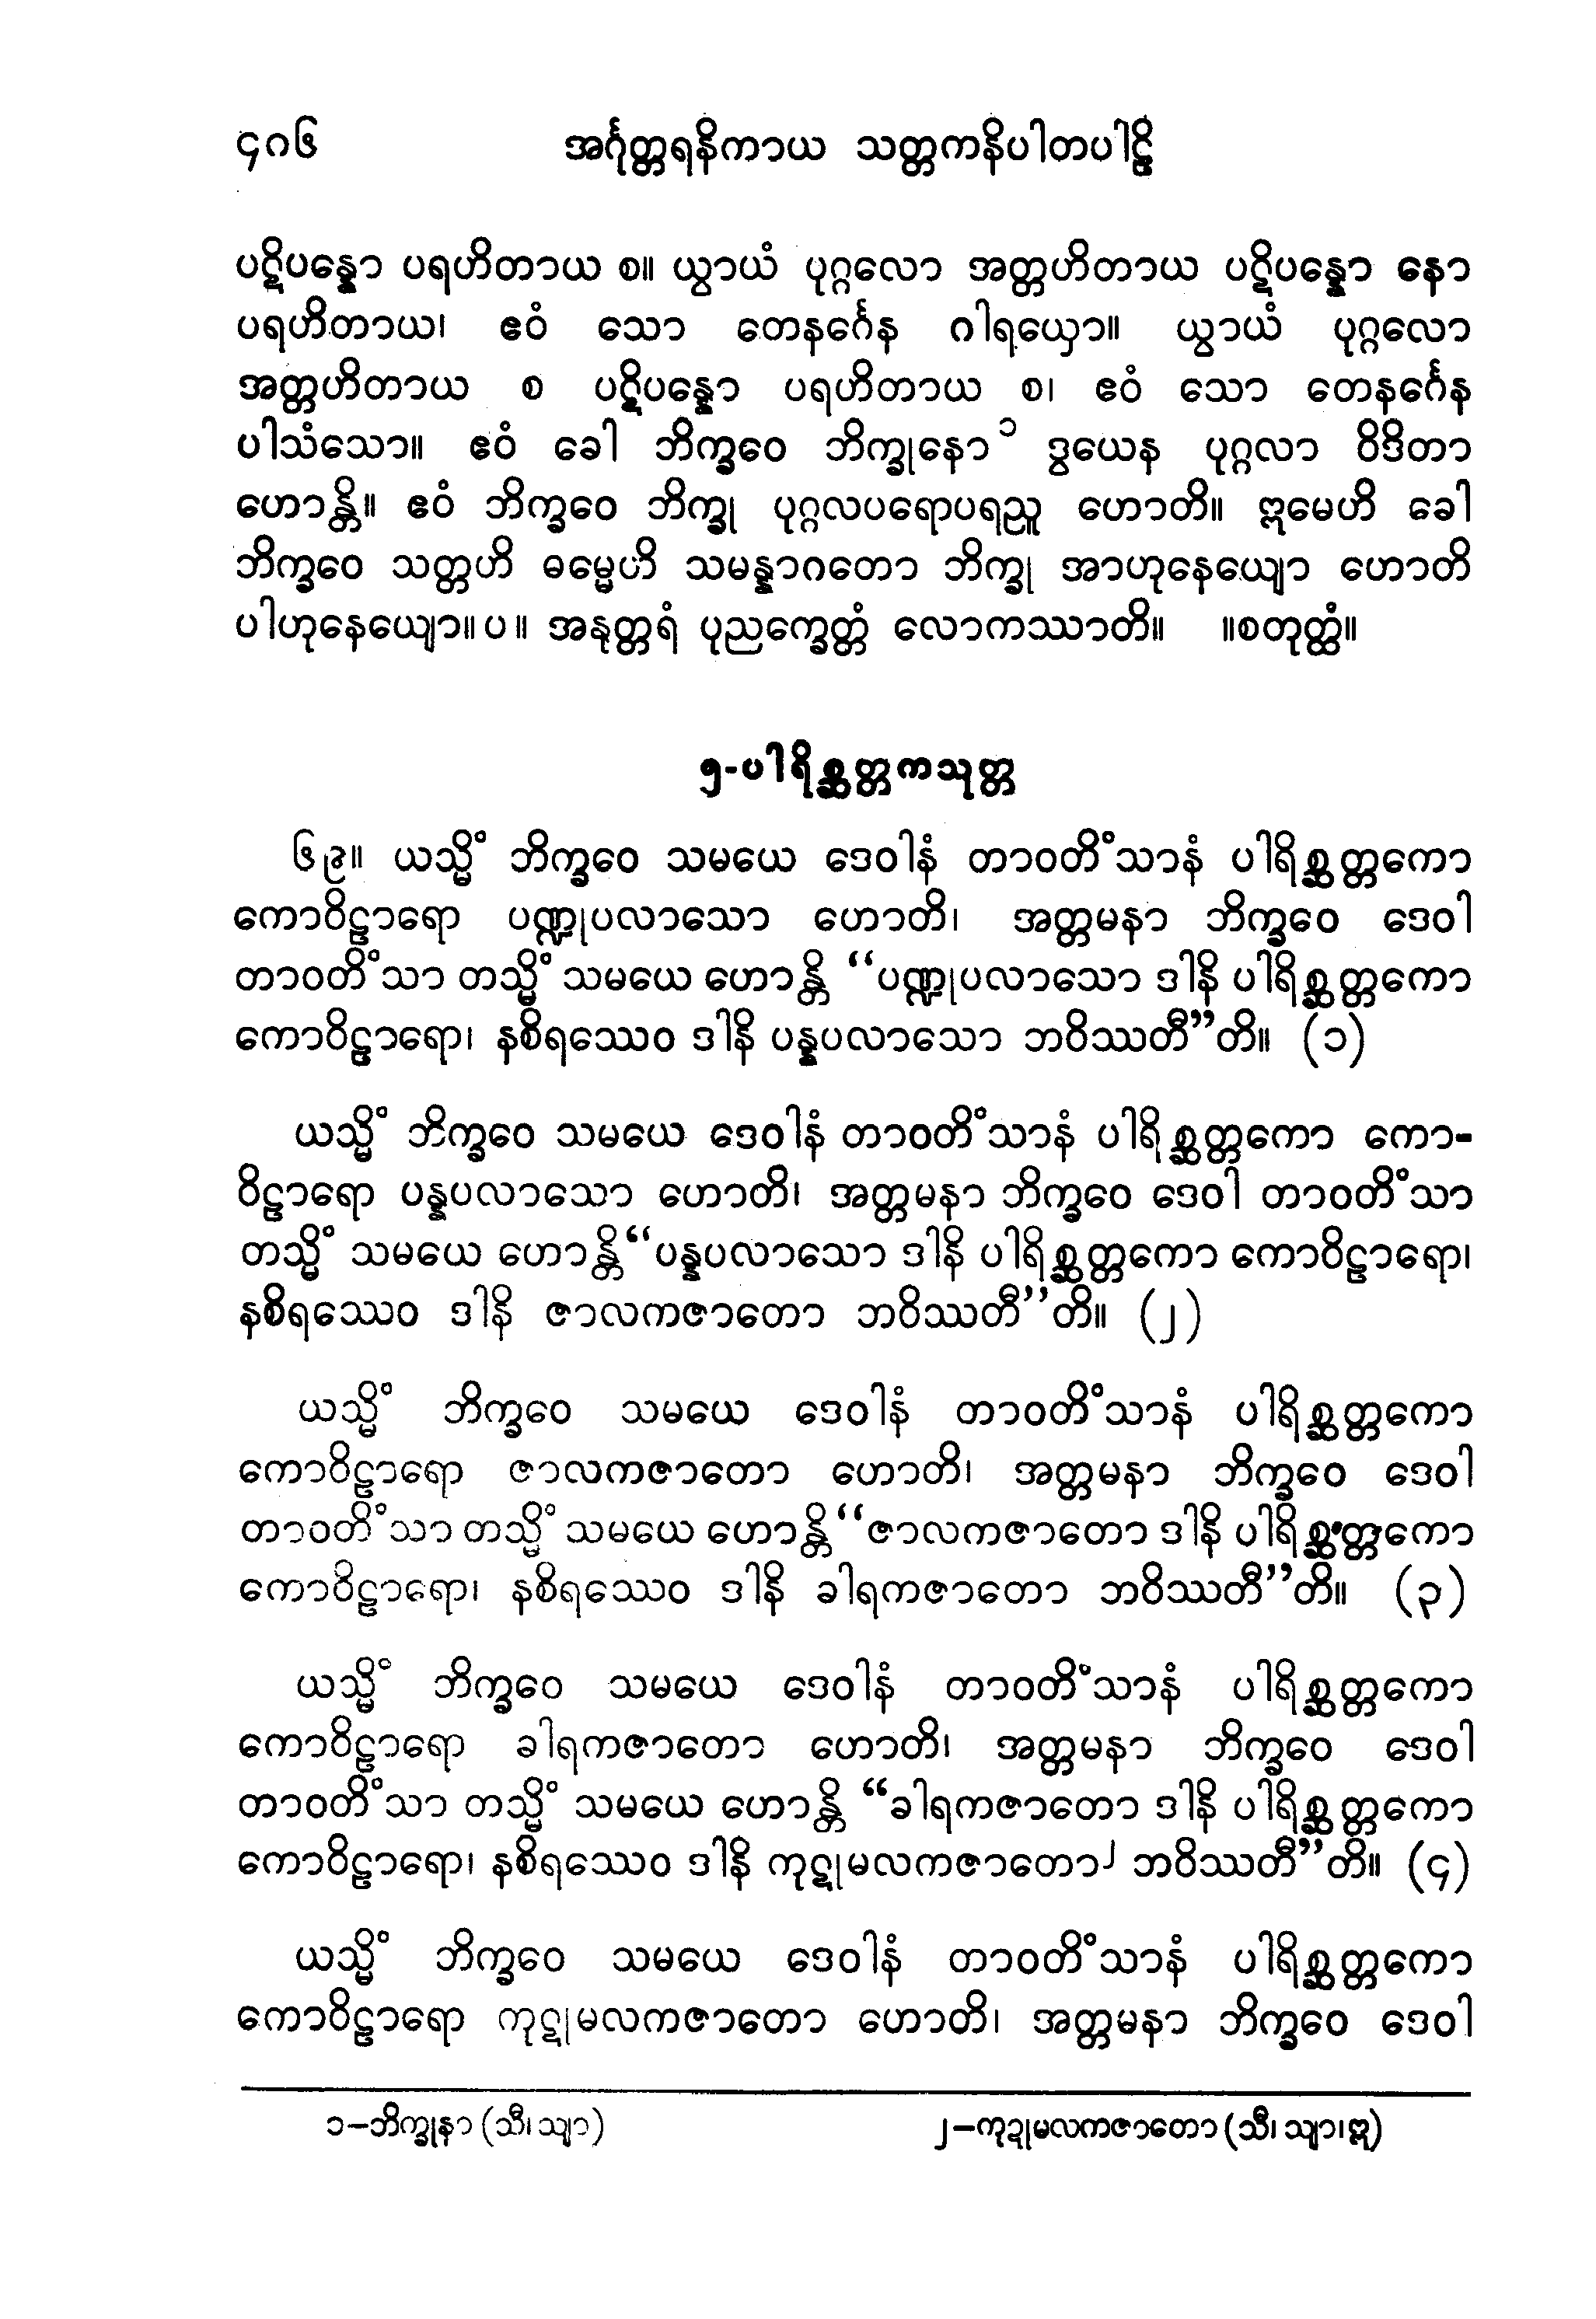 ၄၈၆ အင်္ဂုတ္တရနိကာယ သတ္တကနိပါတပါဠိ
ပဋိပန္နော ပရဟိတာယ စ။ ယွာယံ ပုဂ္ဂလော အတ္တဟိတာယ ပဋိပန္နော နော
ပရဟိတာယ၊ ဧဝံ သော တေနင်္ဂေန ဂါရယှော။ ယွာယံ ပုဂ္ဂလော
အတ္တဟိတာယ စ ပဋိပန္နော ပရဟိတာယ စ၊ ဧဝံ သော တေနင်္ဂေန
ပါသံသော။ ဧဝံ ခေါ ဘိက္ခဝေ ဘိက္ခုနော ၁ ဒွယေန ပုဂ္ဂလာ ဝိဒိတာ
ဟောန္တိ။ ဧဝံ ဘိက္ခဝေ ဘိက္ခု ပုဂ္ဂလပရောပရညူ ဟောတိ။ ဣမေဟိ ခေါ
ဘိက္ခဝေ သတ္တဟိ ဓမ္မေဟိ သမန္နာဂတော ဘိက္ခု အာဟုနေယျော ဟောတိ
ပါဟုနေယျော။ ပ။ အနုတ္တရံ ပုညက္ခေတ္တံ လောကဿာတိ။ ။စတုတ္ထံ။
၅-ပါရိစ္ဆတ္တကသုတ္တ
၆၉။ ယသ္မိံ ဘိက္ခဝေ သမယေ ဒေဝါနံ တာဝတိံသာနံ ပါရိစ္ဆတ္တကော
ကောဝိဠာရော ပဏ္ဍုပလာသော ဟောတိ၊ အတ္တမနာ ဘိက္ခဝေ ဒေဝါ
တာဝတိံသာ တသ္မိံ သမယေ ဟောန္တိ “ပဏ္ဍုပလာသော ဒါနိ ပါရိစ္ဆတ္တကော
ကောဝိဠာရော၊ နစိရဿေဝ ဒါနိ ပန္နပလာသော ဘဝိဿတီ”တိ။ (၁)
ယသ္မိံ ဘိက္ခဝေ သမယေ ဒေဝါနံ တာဝတိံသာနံ ပါရိစ္ဆတ္တကော ကော-
ဝိဠာရော ပန္နပလာသော ဟောတိ၊ အတ္တမနာ ဘိက္ခဝေ ဒေဝါ တာဝတိံသာ
တသ္မိံ သမယေ ဟောန္တိ “ပန္နပလာသော ဒါနိ ပါရိစ္ဆတ္တကော ကောဝိဠာရော၊
နစိရဿေဝ ဒါနိ ဇာလကဇာတော ဘဝိဿတီ”တိ။ (၂)
ယသ္မိံ ဘိက္ခဝေ သမယေ ဒေဝါနံ တာဝတိံသာနံ ပါရိစ္ဆတ္တကော
ကောဝိဠာရော ဇာလကဇာတော ဟောတိ၊ အတ္တမနာ ဘိက္ခဝေ ဒေဝါ
တာဝတိံသာ တသ္မိံ သမယေ ဟောန္တိ “ဇာလကဇာတော ဒါနိ ပါရိစ္ဆတ္တကော
ကောဝိဠာရော၊ နစိရဿေဝ ဒါနိ ခါရကဇာတော ဘဝိဿတီ”တိ။ (၃)
ယသ္မိံ ဘိက္ခဝေ သမယေ ဒေဝါနံ တာဝတိံသာနံ ပါရိစ္ဆတ္တကော
ကောဝိဠာရော ခါရကဇာတော ဟောတိ၊ အတ္တမနာ ဘိက္ခဝေ ဒေဝါ
တာဝတိံသာ တသ္မိံ သမယေ ဟောန္တိ “ခါရကဇာတော ဒါနိ ပါရိစ္ဆတ္တကော
ကောဝိဠာရော၊ နစိရဿေဝ ဒါနိ ကုဋုမလကဇာတော၂ ဘဝိဿတီ”တိ။ (၄)
ယသ္မိံ ဘိက္ခဝေ သမယေ ဒေဝါနံ တာဝတိံသာနံ ပါရိစ္ဆတ္တကော
ကောဝိဠာရော ကုဋုမလကဇာတော ဟောတိ၊ အတ္တမနာ ဘိက္ခဝေ ဒေဝါ
၁–ဘိက္ခုနာ (သီ၊ သျာ) ၂–ကုဍုမလကဇာတော (သီ၊ သျာ၊ ဣ)